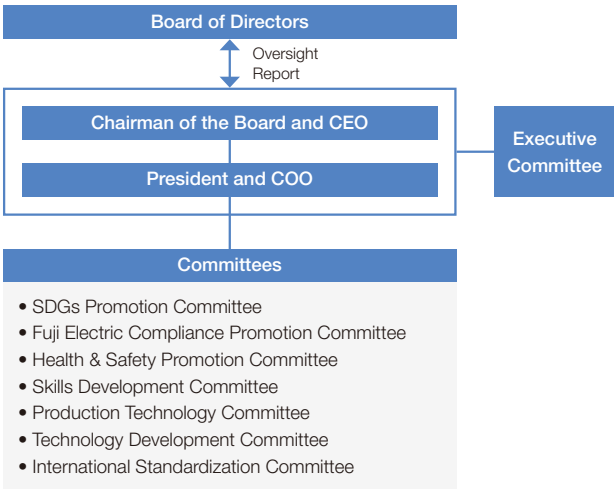 Board of Directors
Oversight
Report
Chairman of the Board and CEO
President and COO
Executive
Committee
Committees
• SDGs Promotion Committee
• Fuji Electric Compliance Promotion Committee
• Health & Safety Promotion Committee
• Skills Development Committee
• Production Technology Committee
• Technology Development Committee
• International Standardization Committee